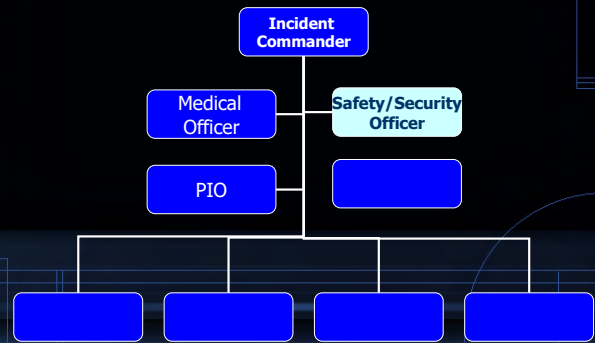 Incident
Commander
Medical
Officer
Safety/Security
Officer
PIO